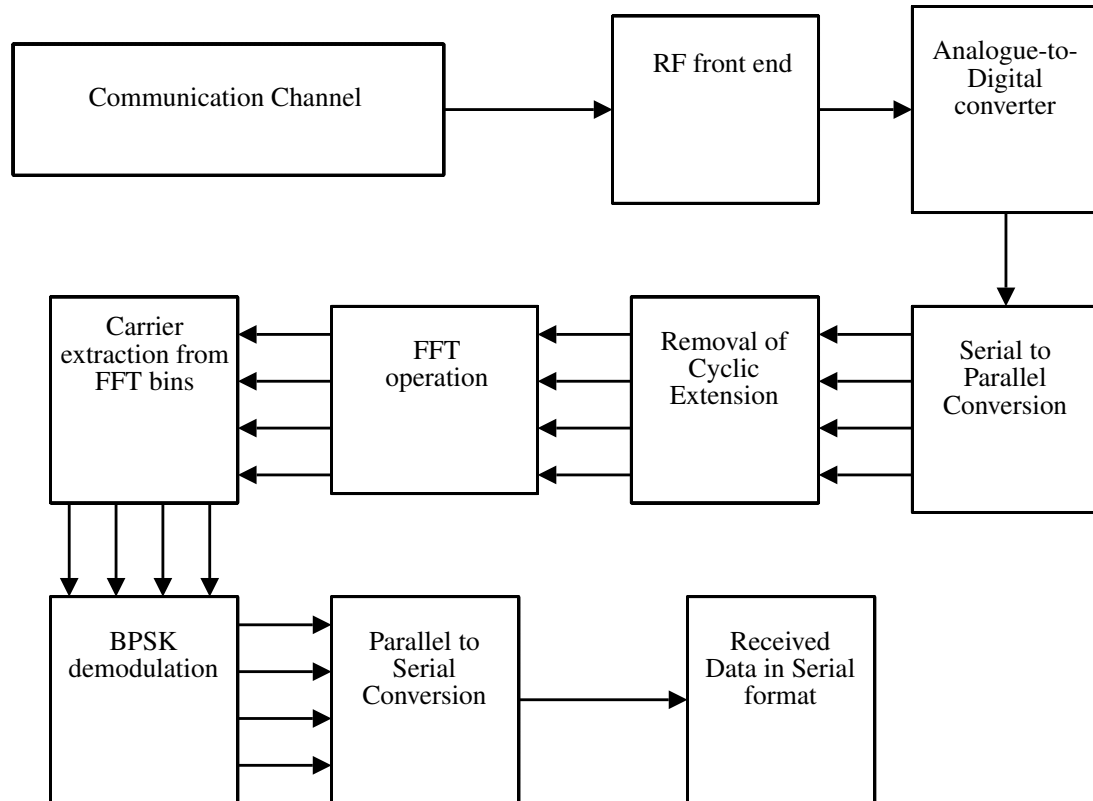 Communication Channel
RF front end
Analogue-to-
Digital
converter
Carrier
extraction from
FFT bins
FFT
operation
Removal of
Cyclic
Extension
Serial to
Parallel
Conversion
BPSK
demodulation
Parallel to
Serial
Conversion
Received
Data in Serial
format